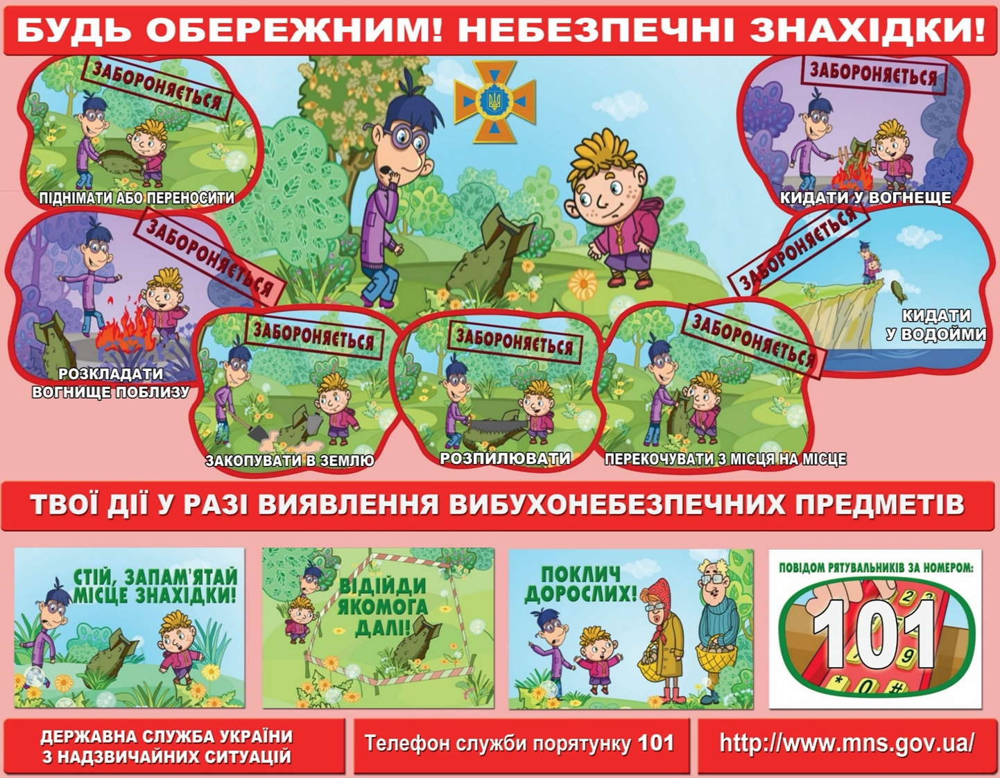 БУДЬ ОБЕРЕЖНИМ! НЕБЕЗПЕЧНІ ЗНАХІДКИ!
ЗАБОРОНЯЄТЬСЯ
ПІДНІМАТИ АБО ПЕРЕНОСИТИ
ЗАБОРОНЯЄТЬСЯ
КИДАТИ У ВОГНЕЩЕ
ЗАБОРОНЯЄТЬСЯ
РОЗКЛАДАТИ
ВОГНИЩЕ ПОБЛИЗУ
ЗАБОРОНЯЄТЬСЯ
КИДАТИ
У ВОДОЙМИ
ЗАБОРОНЯЄТЬСЯ
ЗАКОПУВАТИ В ЗЕМЛЮ
ЗАБОРОНЯЄТЬСЯ
РОЗПИЛЮВАТИ
ЗАБОРОНЯЄТЬСЯ
ПЕРЕКОЧУВАТИ З МІСЦЯ НА МІСЦЕ
ТВОЇ ДІЇ У РАЗІ ВИЯВЛЕННЯ ВИБУХОНЕБЕЗПЕЧНИХ ПРЕДМЕТІВ
СТІЙ, ЗАПАМ'ЯТАЙ
МІСЦЕ ЗНАХІДКИ!
ВІДІЙДИ
ЯКОМОГА
ДАЛІ!
ПОКЛИЧ
ДОРОСЛИХ!
ПОВІДОМ РЯТУВАЛЬНИКІВ ЗА НОМЕРОМ:
101
2
9
* 0 #
ДЕРЖАВНА СЛУЖБА УКРАЇНИ
З НАДЗВИЧАЙНИХ СИТУАЦІЙ
Телефон служби порятунку 101
http://www.mns.gov.ua/